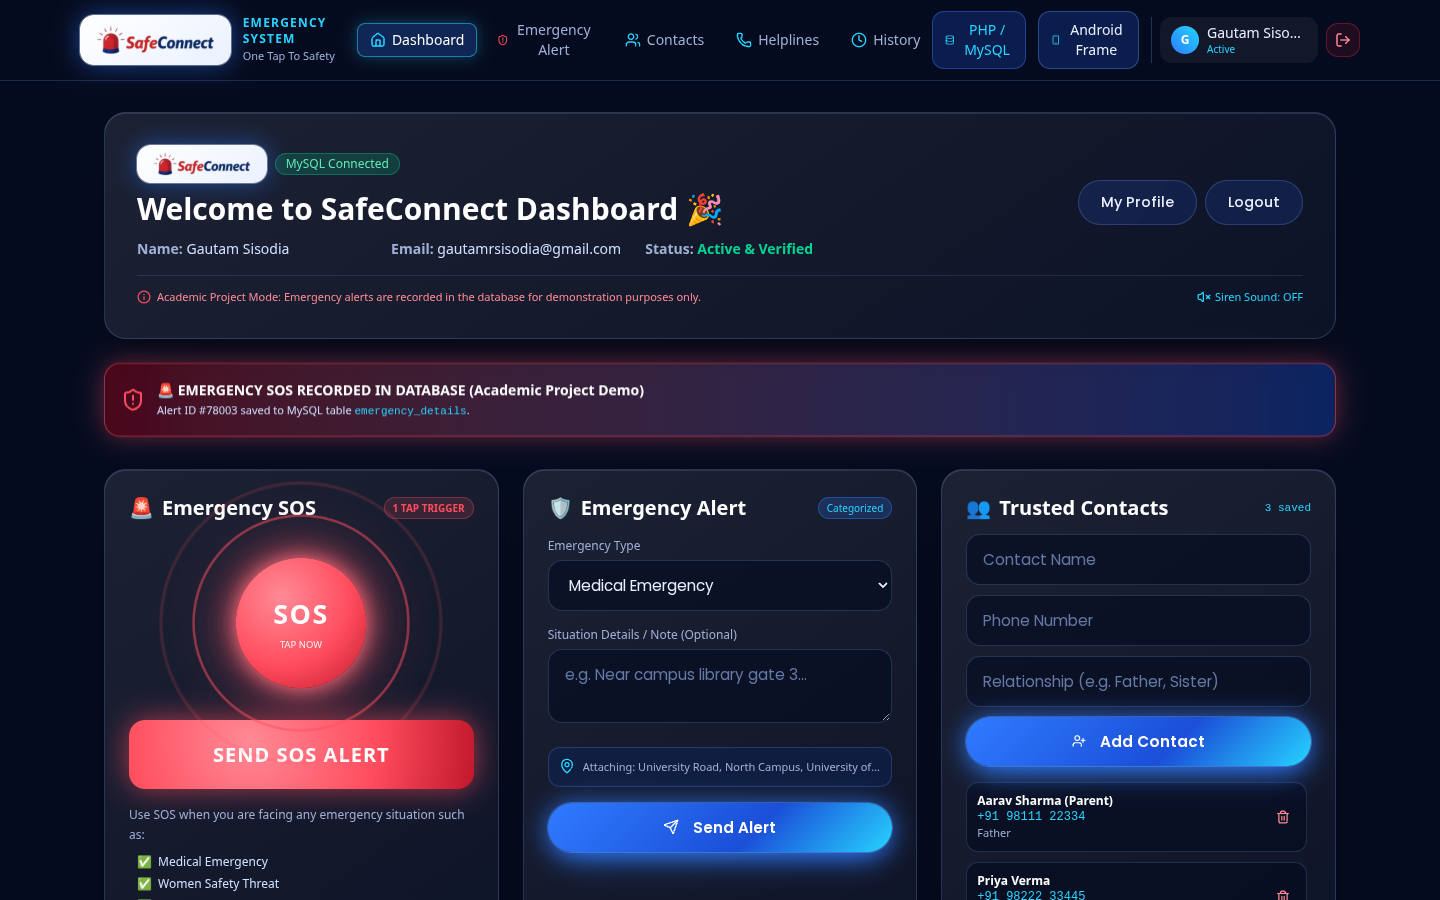 SafeConnect
EMERGENCY
SYSTEM
One Tap To Safety
Dashboard
Emergency
Alert
Contacts
Helplines
History
PHP /
MySQL
Android
Frame
G
Gautam Siso...
Active
SafeConnect
MySQL Connected
Welcome to SafeConnect Dashboard 🎉
My Profile
Logout
Name: Gautam Sisodia
Email: gautamrsisodia@gmail.com
Status: Active & Verified
Academic Project Mode: Emergency alerts are recorded in the database for demonstration purposes only.
Siren Sound: OFF
🚨 EMERGENCY SOS RECORDED IN DATABASE (Academic Project Demo)
Alert ID #78003 saved to MySQL table emergency_details.
🚨 Emergency SOS
1 TAP TRIGGER
SOS
TAP NOW
SEND SOS ALERT
Use SOS when you are facing any emergency situation such
as:
✅ Medical Emergency
✅ Women Safety Threat
🛡️ Emergency Alert
Categorized
Emergency Type
Medical Emergency
Situation Details / Note (Optional)
e.g. Near campus library gate 3...
Attaching: University Road, North Campus, University of...
Send Alert
👥 Trusted Contacts
3 saved
Contact Name
Phone Number
Relationship (e.g. Father, Sister)
Add Contact
Aarav Sharma (Parent)
+91 98111 22334
Father
Priya Verma
+91 98222 33445